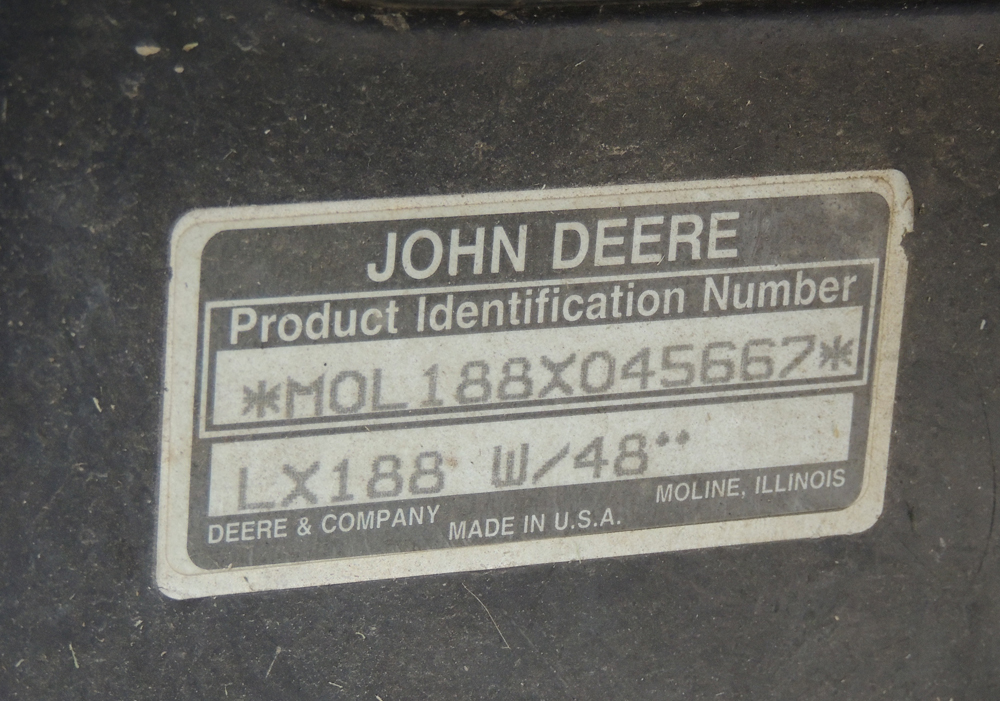 JOHN DEERE
Product Identification Number
*MOL188X045667*
LX188 W/48"
DEERE & COMPANY MADE IN U.S.A. MOLINE, ILLINOIS